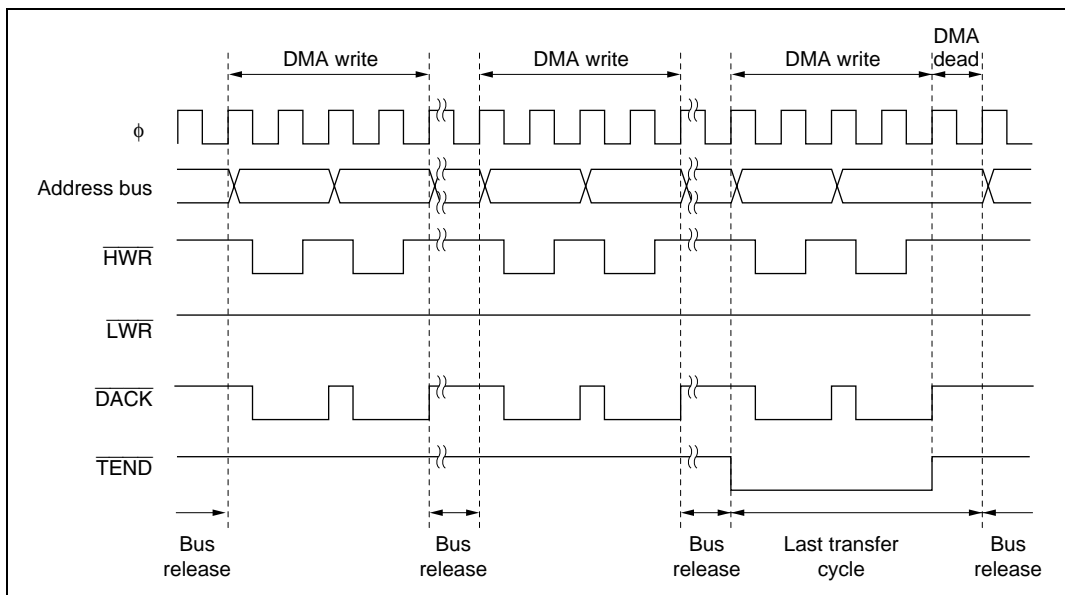 DMA write
DMA write
DMA write
DMA
dead
φ
Address bus
HWR
LWR
DACK
TEND
Bus
release
Bus
release
Bus
release
Last transfer
cycle
Bus
release